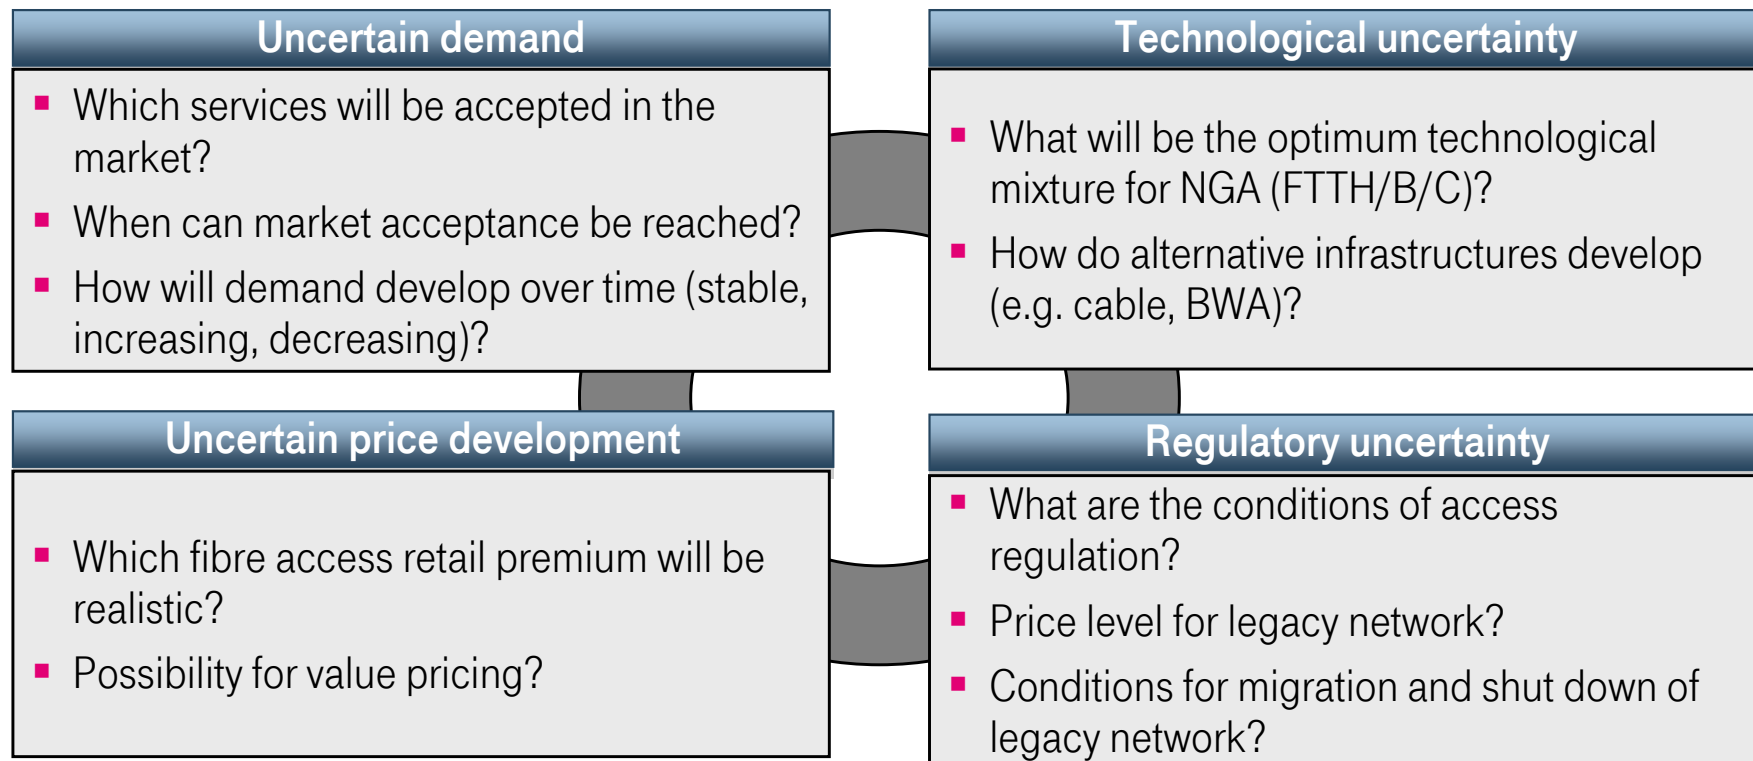 Uncertain demand
▪ Which services will be accepted in the
market?
▪ When can market acceptance be reached?
▪ How will demand develop over time (stable,
increasing, decreasing)?
Technological uncertainty
▪ What will be the optimum technological
mixture for NGA (FTTH/B/C)?
▪ How do alternative infrastructures develop
(e.g. cable, BWA)?
Uncertain price development
▪ Which fibre access retail premium will be
realistic?
▪ Possibility for value pricing?
Regulatory uncertainty
▪ What are the conditions of access
regulation?
▪ Price level for legacy network?
▪ Conditions for migration and shut down of
legacy network?